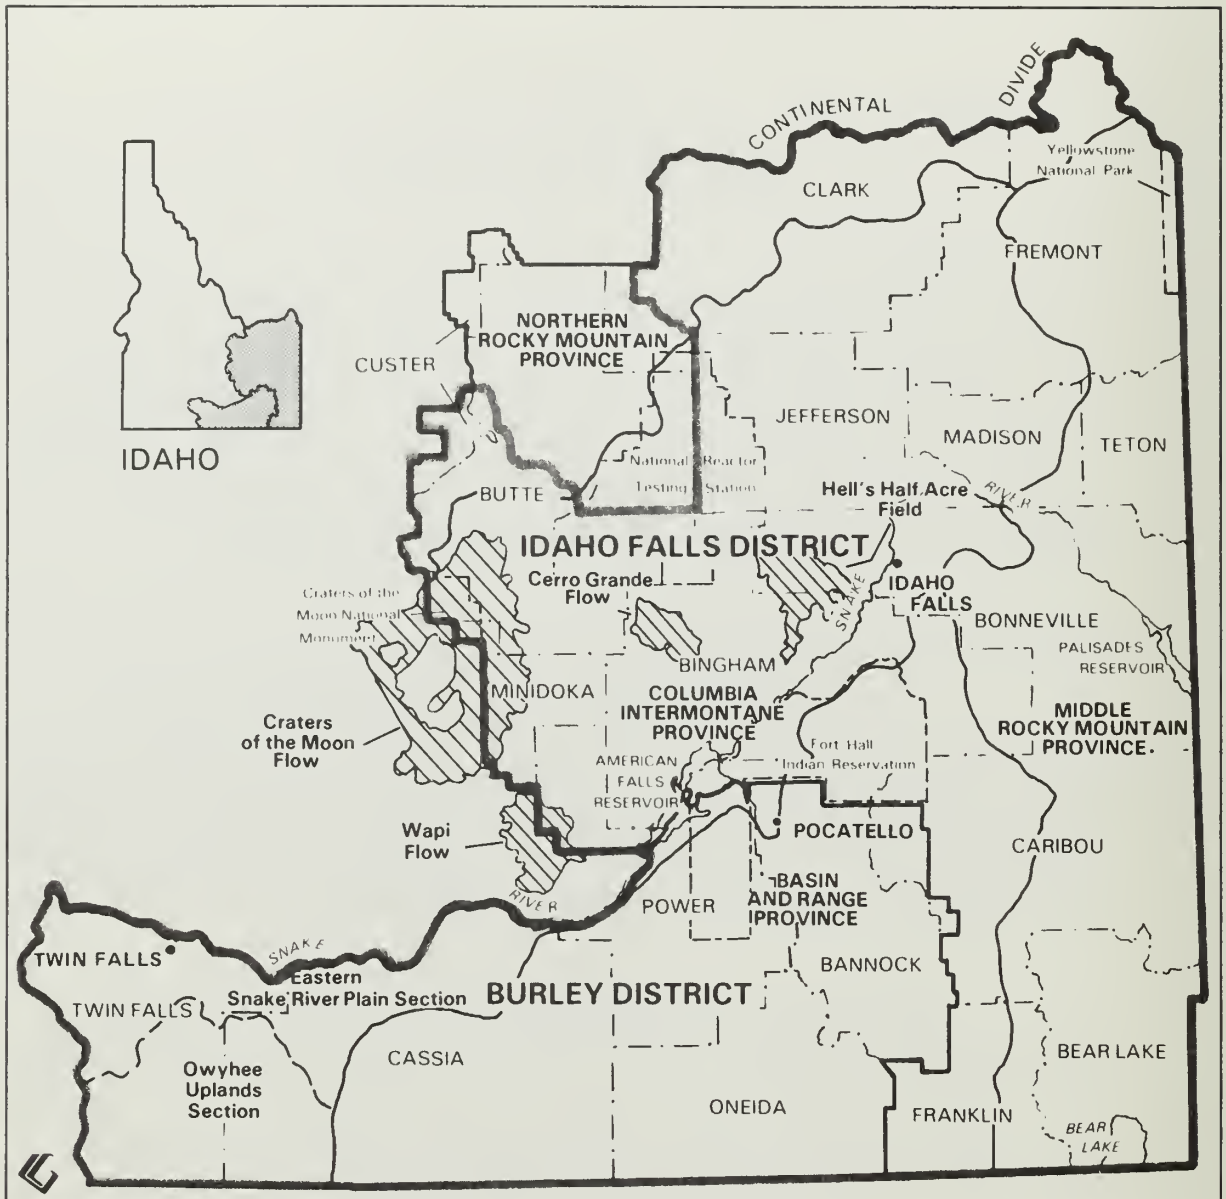 CONTINENTAL
DIVIDE
Yellowstone
National Park
CLARK
FREMONT
NORTHERN
ROCKY MOUNTAIN
PROVINCE
CUSTER
JEFFERSON
MADISON
TETON
IDAHO
National Reactor
Testing Station
Hell's Half Acre
Field
RIVER
BUTTE
IDAHO FALLS DISTRICT
Cerro Grande
Flow
SNAKE
IDAHO
FALLS
Craters of the
Moon National
Monument
BONNEVILLE
PALISADES
RESERVOIR
BINGHAM
MINIDOKA
COLUMBIA
INTERMONTANE
PROVINCE
MIDDLE
ROCKY MOUNTAIN
PROVINCE.
Craters
of the Moon
Flow
Fort Hall
Indian Reservation
AMERICAN
FALLS
RESERVOIR
Wapi
Flow
POCATELLO
CARIBOU
BASIN
AND RANGE
PROVINCE
RIVER
POWER
SNAKE
TWIN FALLS
BANNOCK
Eastern
Snake River Plain Section
BURLEY DISTRICT
TWIN FALLS
CASSIA
BEAR LAKE
Owyhee
Uplands
Section
ONEIDA
FRANKLIN
BEAR
LAKE